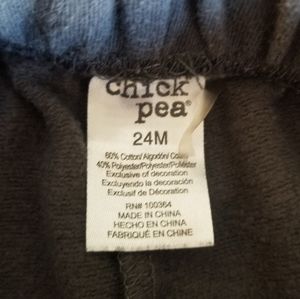 chick
pea®
24M
60% Cotton/ Algodón/ Coton
40% Polyester/Polyester/Poliéster
Exclusive of decoration
Excluyendo la decoración
Exclusif de Décoration
RN# 100364
MADE IN CHINA
HECHO EN CHINA
FABRIQUÉ EN CHINE